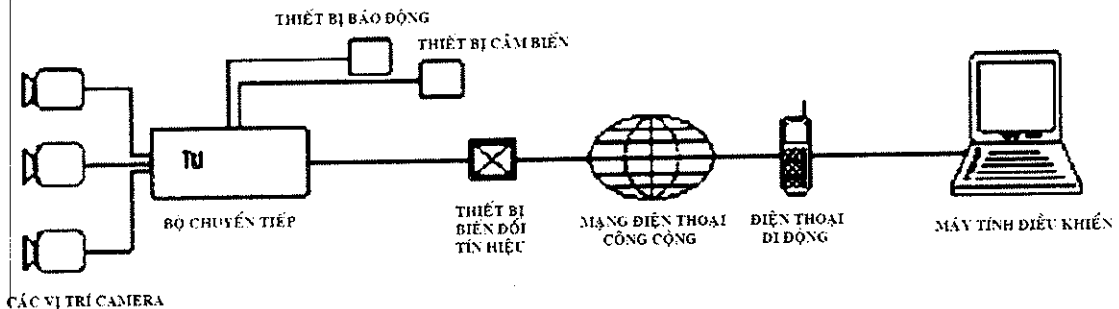 THIẾT BỊ BÁO ĐỘNG
THIẾT BỊ CẢM BIẾN
BỘ CHUYỂN TIẾP
THIẾT BỊ
BIẾN ĐỔI
TÍN HIỆU
MẠNG ĐIỆN THOẠI
CÔNG CỘNG
ĐIỆN THOẠI
DI ĐỘNG
MÁY TÍNH ĐIỀU KHIỂN
CÁC VỊ TRÍ CAMERA